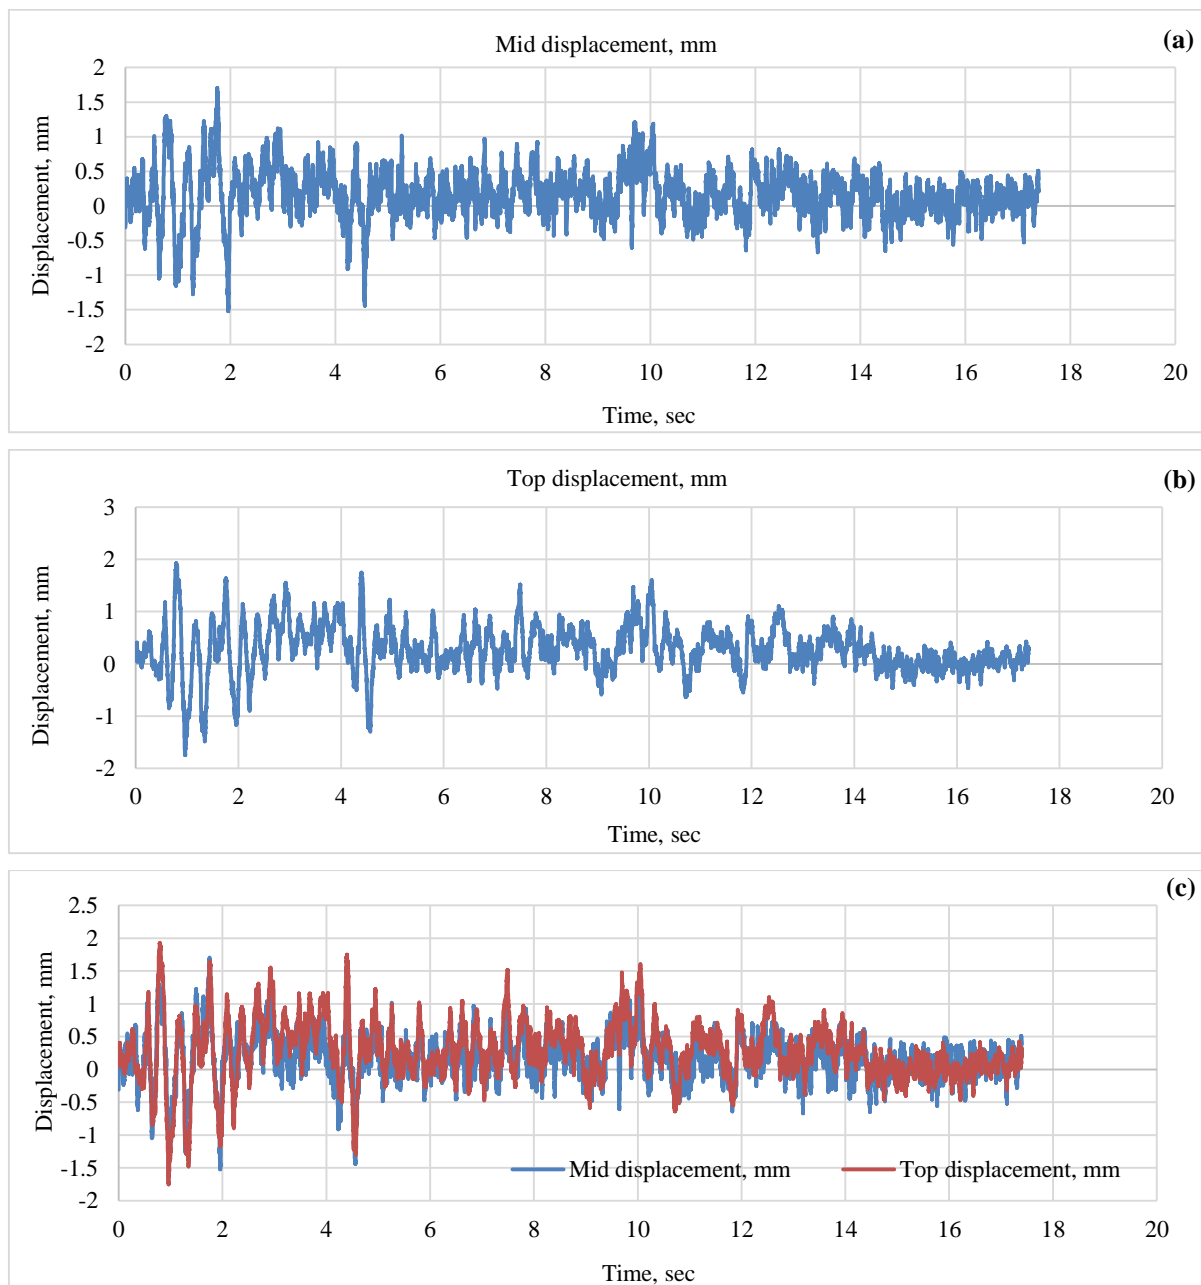 Mid displacement, mm
(a)
Displacement, mm
2
1.5
1
0.5
0
-0.5
-1
-1.5
-2
0 2 4 6 8 10 12 14 16 18 20
Time, sec
Top displacement, mm
(b)
Displacement, mm
3
2
1
0
-1
-2
0 2 4 6 8 10 12 14 16 18 20
Time, sec
(c)
Displacement, mm
2.5
2
1.5
1
0.5
0
-0.5
-1
-1.5
-2
Mid displacement, mm Top displacement, mm
0 2 4 6 8 10 12 14 16 18 20
Time, sec